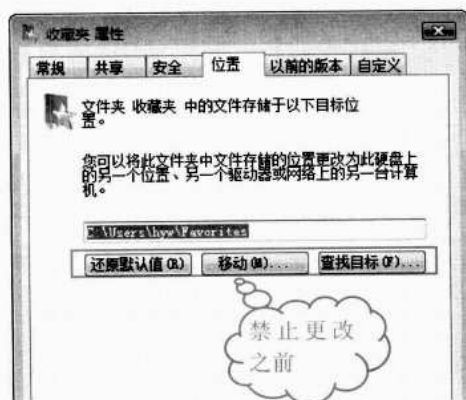 收藏夹 属性
常规 共享 安全 位置 以前的版本 自定义
文件夹 收藏夹 中的文件存储于以下目标位
置。
您可以将此文件夹中文件存储的位置更改为此硬盘上
的另一个位置、另一个驱动器或网络上的另一台计算
机。
C:\Users\hyw\Favorites
还原默认值(R) 移动(M)... 查找目标(F)...
禁止更改
之前